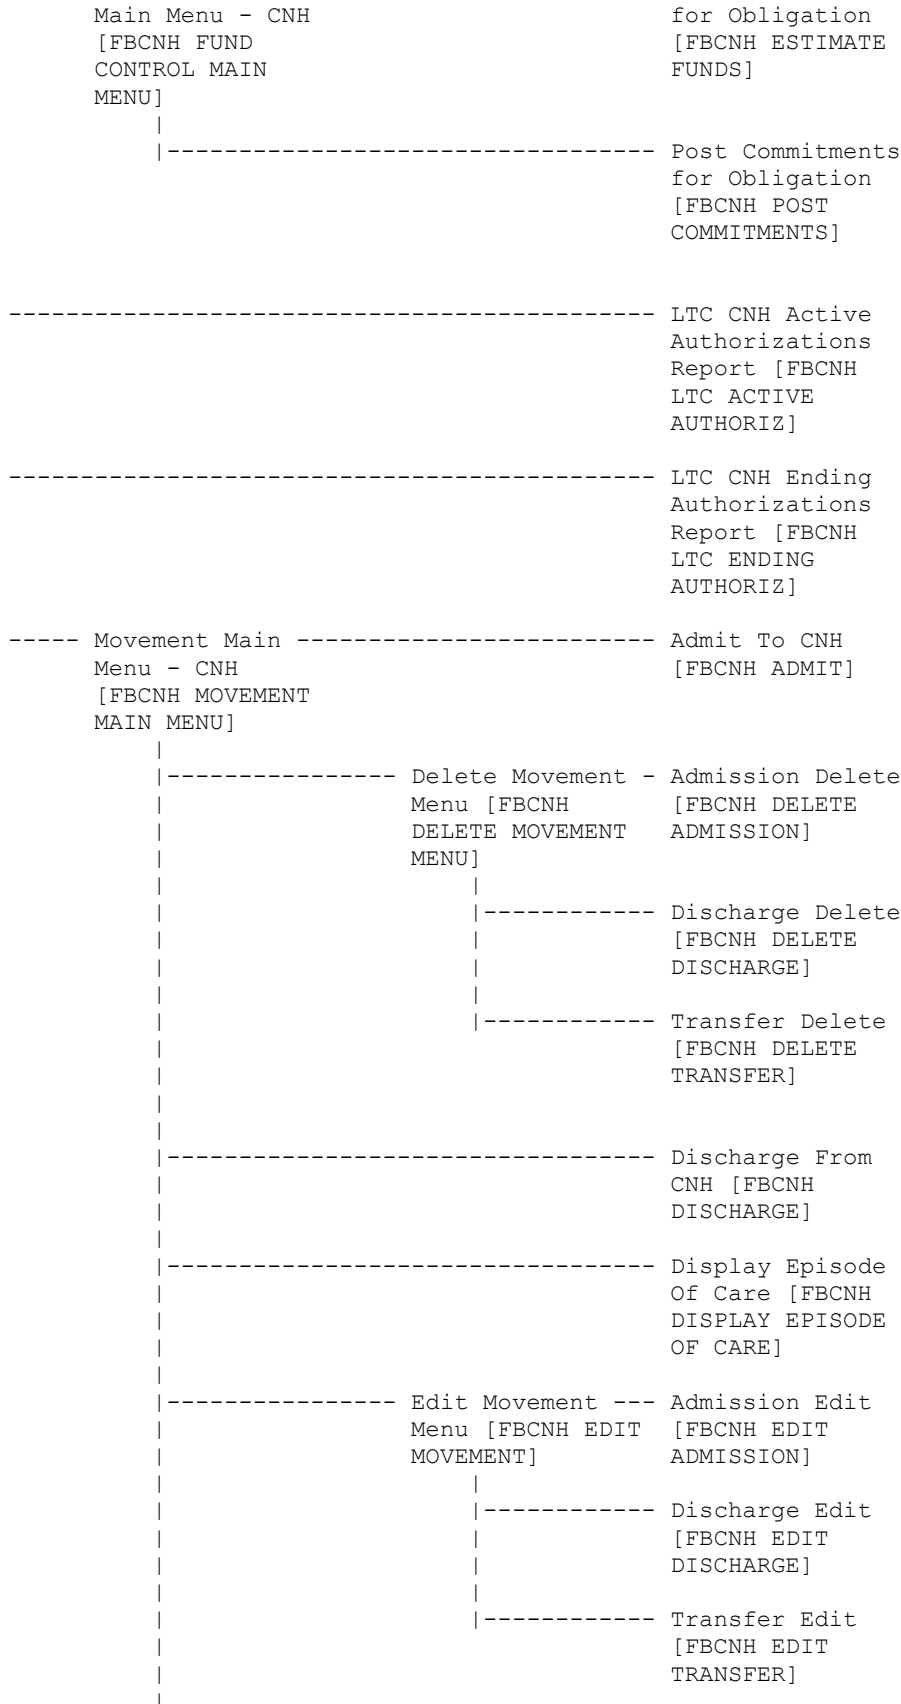 Main Menu - CNH                         for Obligation
[FBCNH FUND                             [FBCNH ESTIMATE
CONTROL MAIN                            FUNDS]
MENU]
|
|---------------------------------- Post Commitments
for Obligation
[FBCNH POST
COMMITMENTS]
--------------------------------------------- LTC CNH Active
Authorizations
Report [FBCNH
LTC ACTIVE
AUTHORIZ]
--------------------------------------------- LTC CNH Ending
Authorizations
Report [FBCNH
LTC ENDING
AUTHORIZ]
----- Movement Main ------------------------- Admit To CNH
Menu - CNH                              [FBCNH ADMIT]
[FBCNH MOVEMENT
MAIN MENU]
|
|---------------- Delete Movement - Admission Delete
|                 Menu [FBCNH       [FBCNH DELETE
|                 DELETE MOVEMENT   ADMISSION]
|                 MENU]
|                     |
|                     |------------ Discharge Delete
|                     |             [FBCNH DELETE
|                     |             DISCHARGE]
|                     |
|                     |------------ Transfer Delete
|                                   [FBCNH DELETE
|                                   TRANSFER]
|
|
|---------------------------------- Discharge From
|                                   CNH [FBCNH
|                                   DISCHARGE]
|
|---------------------------------- Display Episode
|                                   Of Care [FBCNH
|                                   DISPLAY EPISODE
|                                   OF CARE]
|
|---------------- Edit Movement --- Admission Edit
|                 Menu [FBCNH EDIT  [FBCNH EDIT
|                 MOVEMENT]         ADMISSION]
|                     |
|                     |------------ Discharge Edit
|                     |             [FBCNH EDIT
|                     |             DISCHARGE]
|                     |
|                     |------------ Transfer Edit
|                                   [FBCNH EDIT
|                                   TRANSFER]
|